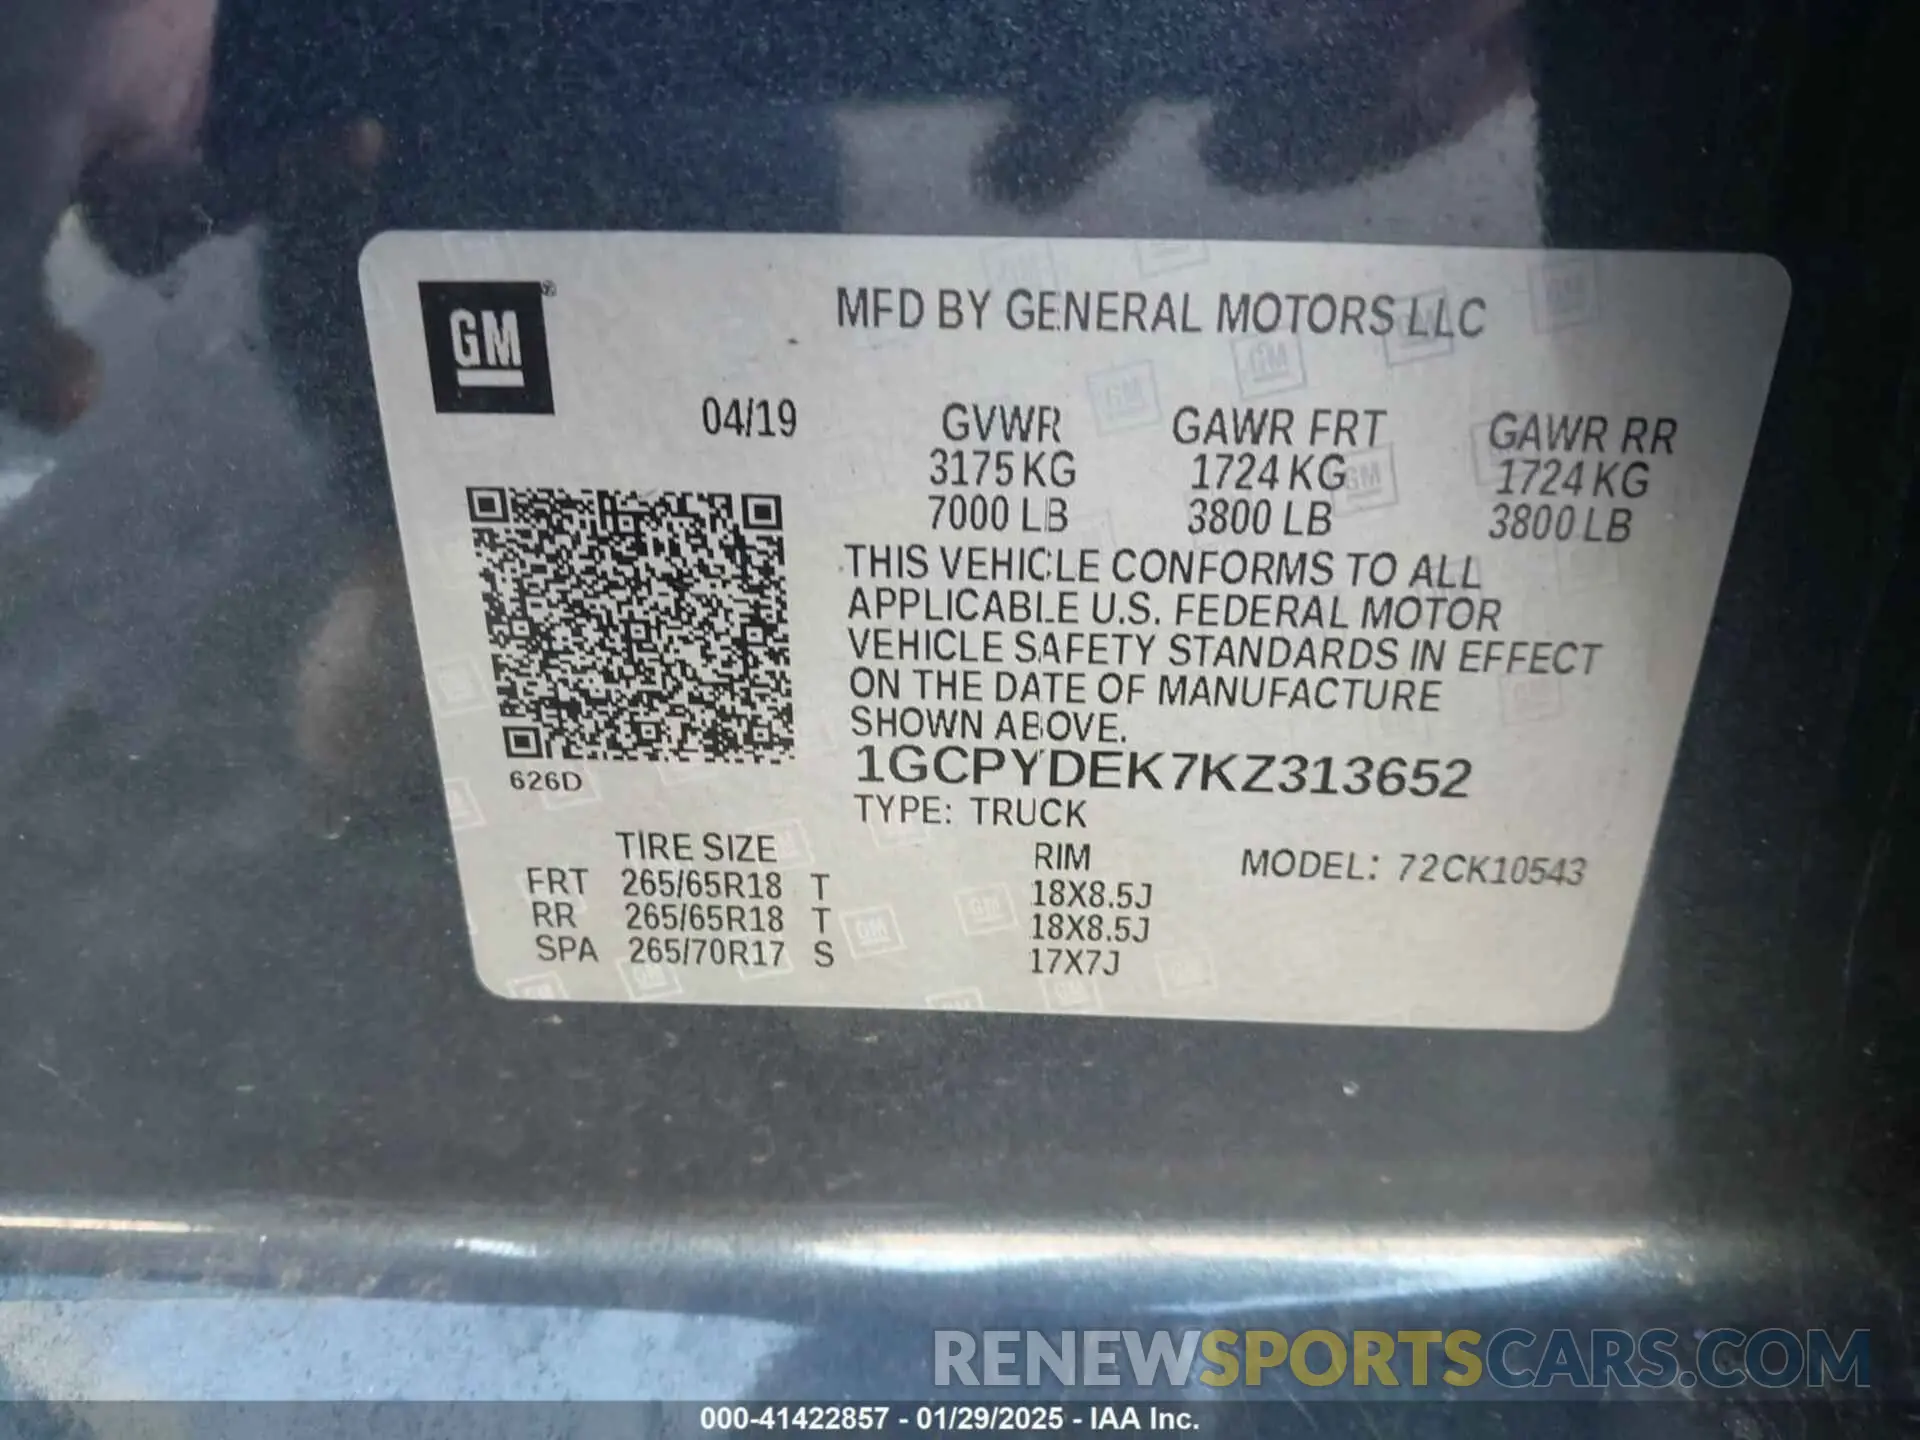 GM®
MFD BY GENERAL MOTORS LLC
04/19
GVWR GAWR FRT GAWR RR
3175 KG 1724 KG 1724 KG
7000 LB 3800 LB 3800 LB
THIS VEHICLE CONFORMS TO ALL
APPLICABLE U.S. FEDERAL MOTOR
VEHICLE SAFETY STANDARDS IN EFFECT
ON THE DATE OF MANUFACTURE
SHOWN ABOVE.
1GCPYDEK7KZ313652
626D
TYPE: TRUCK
TIRE SIZE RIM MODEL: 72CK10543
FRT 265/65R18 T 18X8.5J
RR 265/65R18 T 18X8.5J
SPA 265/70R17 S 17X7J
RENEWSPORTSCARS.COM
000-41422857 - 01/29/2025 - IAA Inc.